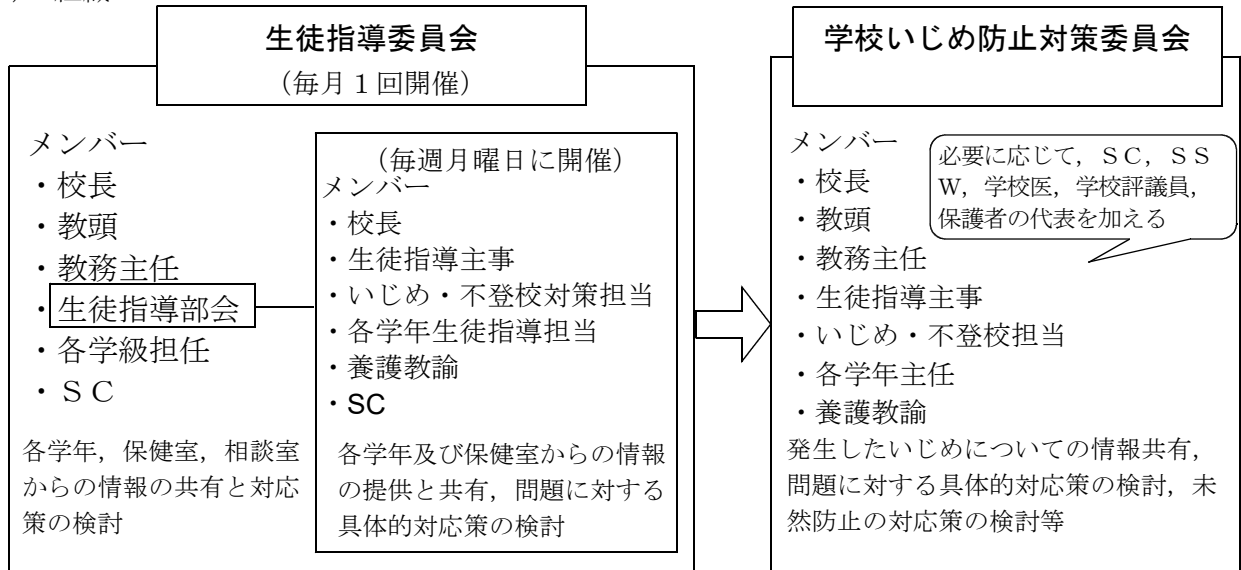 生徒指導委員会
（毎月１回開催）
メンバー
・校長
・教頭
・教務主任
・生徒指導部会
・各学級担任
・ＳＣ
各学年，保健室，相談室
からの情報の共有と対応
策の検討
（毎週月曜日に開催）
メンバー
・校長
・生徒指導主事
・いじめ・不登校対策担当
・各学年生徒指導担当
・養護教諭
・SC
各学年及び保健室からの情報
の提供と共有，問題に対する
具体的対応策の検討
学校いじめ防止対策委員会
メンバー
・校長
・教頭
・教務主任
・生徒指導主事
・いじめ・不登校担当
・各学年主任
・養護教諭
必要に応じて，ＳＣ，ＳＳ
Ｗ，学校医，学校評議員，
保護者の代表を加える
発生したいじめについての情報共有，
問題に対する具体的対応策の検討，未
然防止の対応策の検討等